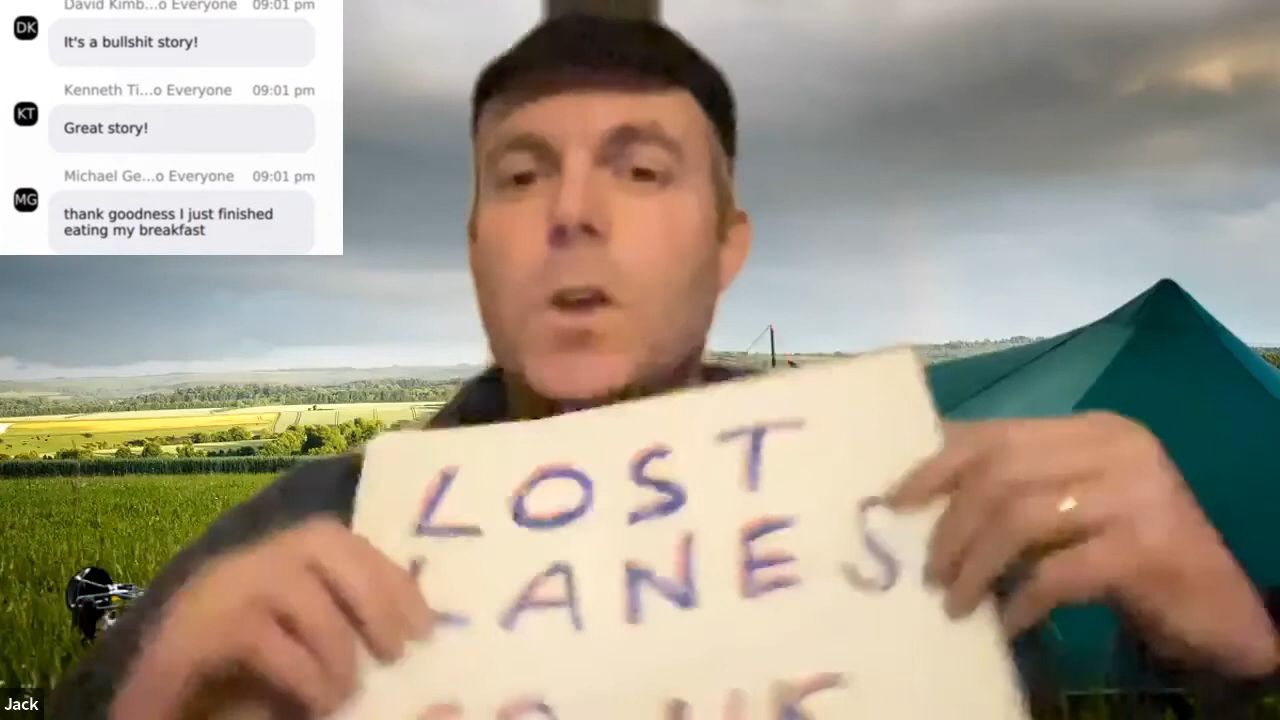 David Kimb...o Everyone 09:01 pm
DK
It's a bullshit story!
Kenneth Ti...o Everyone 09:01 pm
KT
Great story!
Michael Ge...o Everyone 09:01 pm
MG
thank goodness I just finished
eating my breakfast
LOST
LANES
Jack